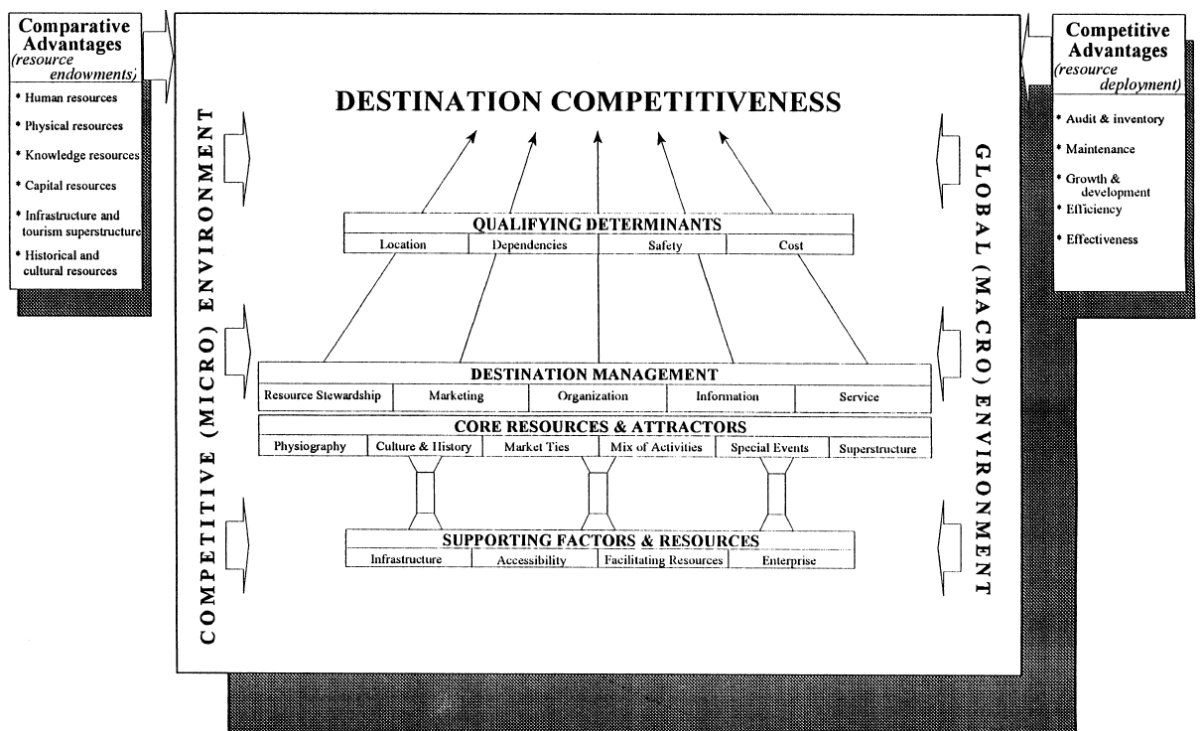 Comparative
Advantages
(resource
endowments)
* Human resources
* Physical resources
* Knowledge resources
* Capital resources
* Infrastructure and
tourism superstructure
* Historical and
cultural resources
COMPETITIVE (MICRO) ENVIRONMENT
DESTINATION COMPETITIVENESS
QUALIFYING DETERMINANTS
Location Dependencies Safety Cost
DESTINATION MANAGEMENT
Resource Stewardship Marketing Organization Information Service
CORE RESOURCES & ATTRACTORS
Physiography Culture & History Market Ties Mix of Activities Special Events Superstructure
SUPPORTING FACTORS & RESOURCES
Infrastructure Accessibility Facilitating Resources Enterprise
GLOBAL (MACRO) ENVIRONMENT
Competitive
Advantages
(resource
deployment)
* Audit & inventory
* Maintenance
* Growth &
development
* Efficiency
* Effectiveness